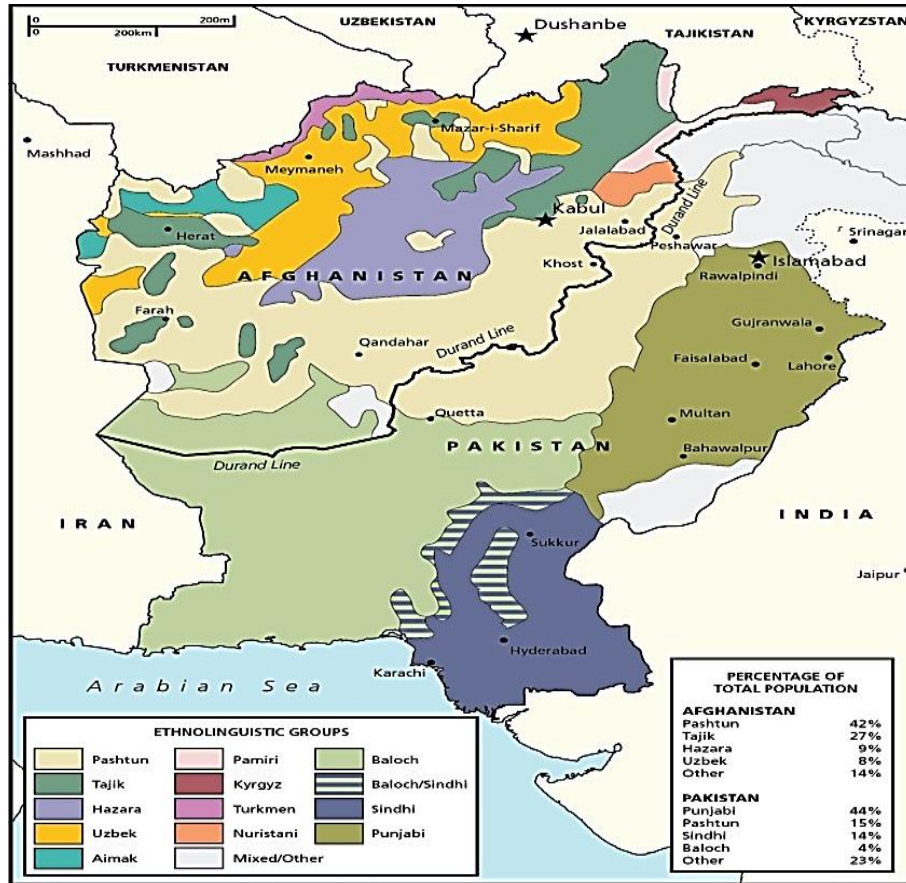 0 200m
0 200km
UZBEKISTAN
Dushanbe
KYRGYZSTAN
TAJIKISTAN
TURKMENISTAN
Mashhad
Mazar-i-Sharif
Meymaneh
Herat
Kabul
Jalalabad
Durand Line
Peshawar
Srinagar
Islamabad
Rawalpindi
AFGHANISTAN
Khost
Farah
Gujranwala
Qandahar
Durand Line
Faisalabad
Lahore
Quetta
Multan
PAKISTAN
Bahawalpur
Durand Line
IRAN
INDIA
Sukkur
Jaipur
Hyderabad
Karachi
Arabian Sea
ETHNOLINGUISTIC GROUPS
Pashtun
Tajik
Hazara
Uzbek
Aimak
Pamiri
Kyrgyz
Turkmen
Nuristani
Mixed/Other
Baloch
Baloch/Sindhi
Sindhi
Punjabi
PERCENTAGE OF
TOTAL POPULATION
AFGHANISTAN
Pashtun 42%
Tajik 27%
Hazara 9%
Uzbek 8%
Other 14%
PAKISTAN
Punjabi 44%
Pashtun 15%
Sindhi 14%
Baloch 4%
Other 23%